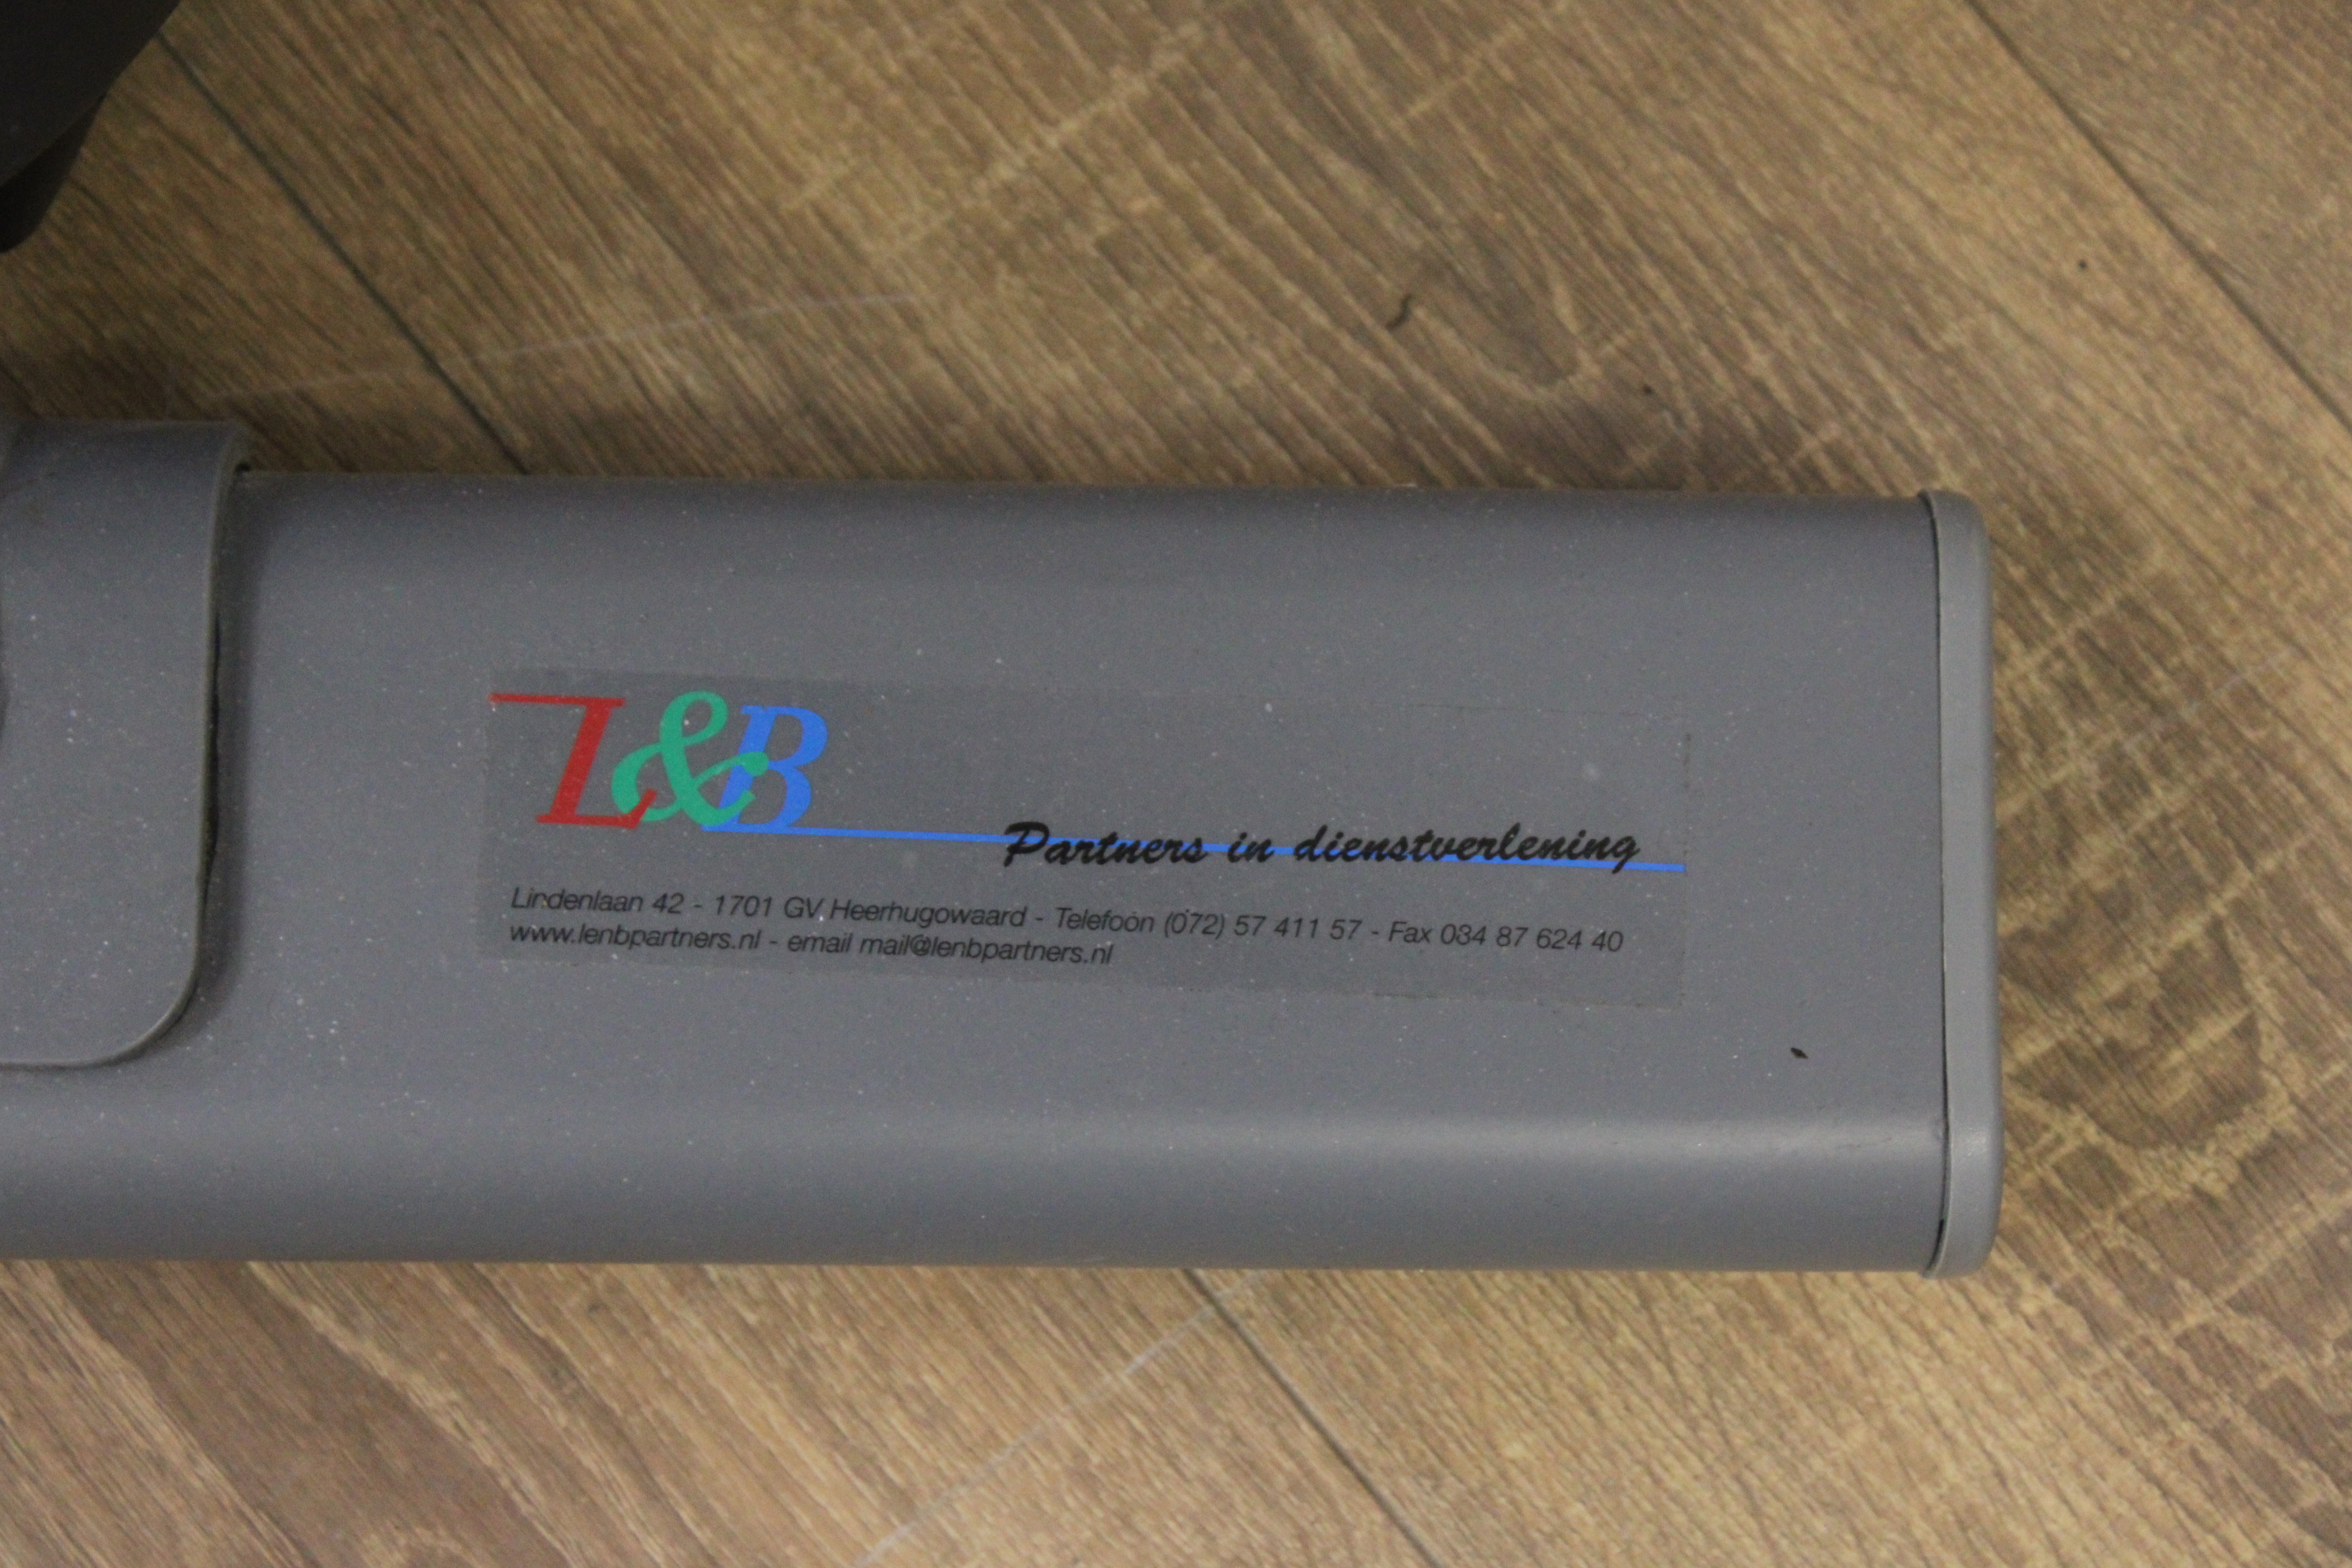 L&B
Partners in dienstverlening
Lindenlaan 42 - 1701 GV Heerhugowaard - Telefoon (072) 57 411 57 - Fax 084 87 624 40
www.lenbpartners.nl - email mail@lenbpartners.nl